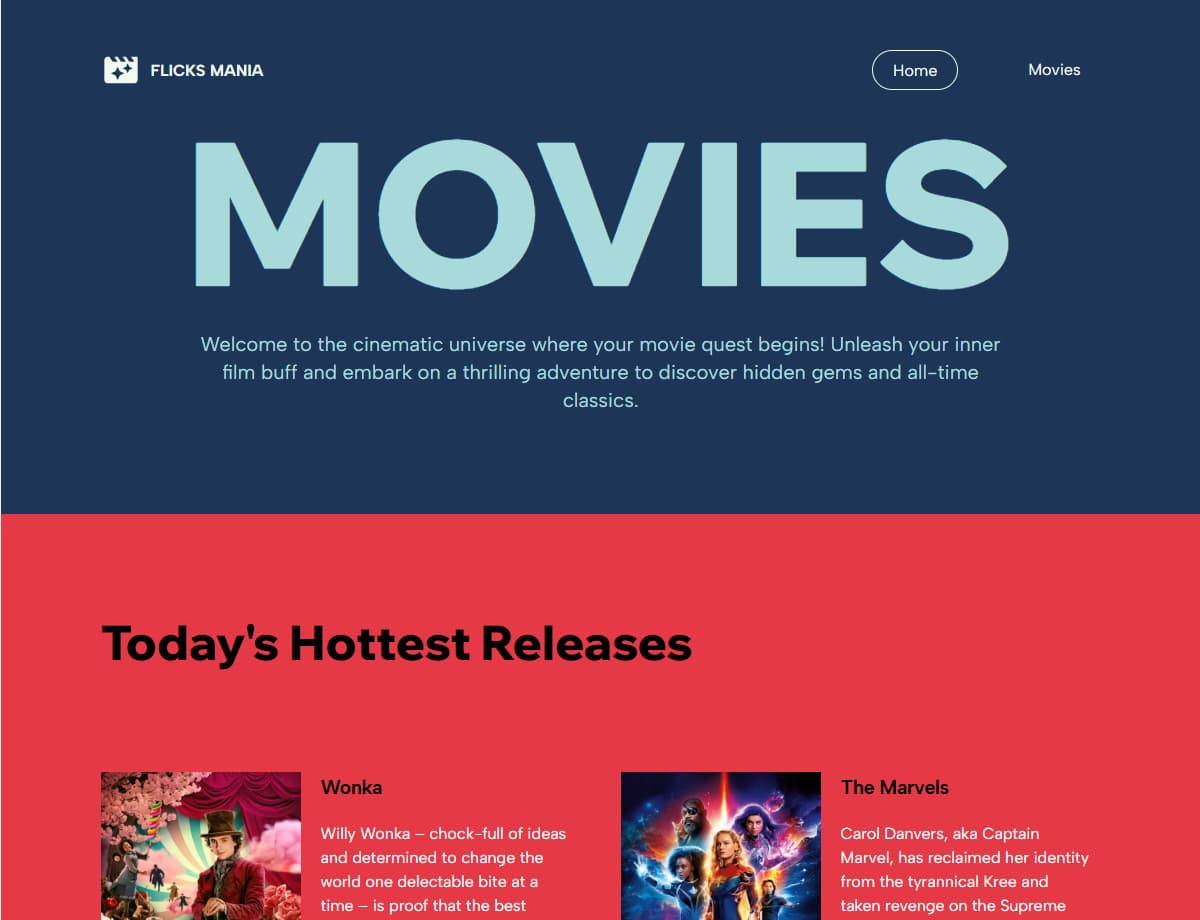 FLICKS MANIA
Home
Movies
MOVIES
Welcome to the cinematic universe where your movie quest begins! Unleash your inner
film buff and embark on a thrilling adventure to discover hidden gems and all-time
classics.
Today's Hottest Releases
Wonka
Willy Wonka – chock-full of ideas
and determined to change the
world one delectable bite at a
time – is proof that the best
The Marvels
Carol Danvers, aka Captain
Marvel, has reclaimed her identity
from the tyrannical Kree and
taken revenge on the Supreme